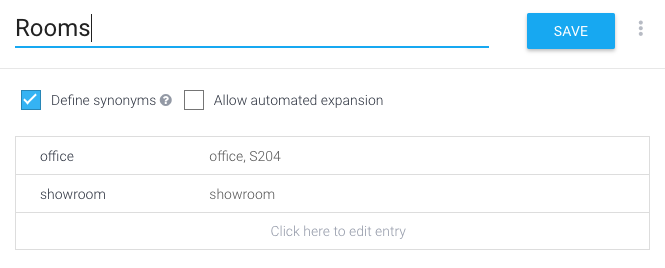 Rooms
SAVE
Define synonyms ? Allow automated expansion
office office, S204
showroom showroom
Click here to edit entry